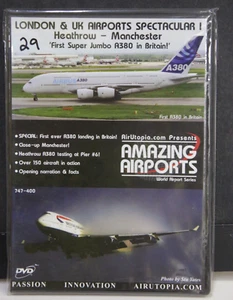 LONDON & UK AIRPORTS SPECTACULAR !
29
Heathrow - Manchester
'First Super Jumbo A380 in Britain!'
A380
AIRBUS
First A380 in Britain
SPECIAL: First ever A380 landing in Britain!
Close-up Manchester!
Heathrow A380 testing at Pier #6!
Over 150 aircraft in action
Opening narration & facts
AirUtopia.com Presents
AMAZING
AIRPORTS
World Airport Series
747-400
DVD
Photo by
PASSION INNOVATION AIRUTOPIA.COM